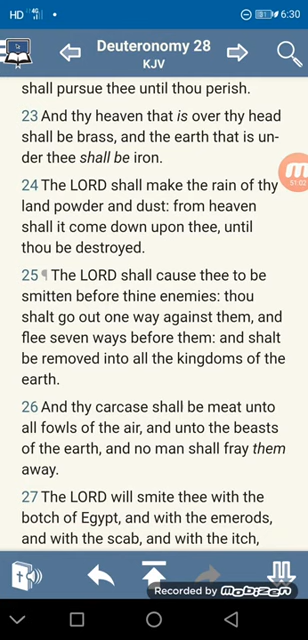 HD 4G 6:30
Deuteronomy 28
KJV
shall pursue thee until thou perish.
23 And thy heaven that is over thy head
shall be brass, and the earth that is un-
der thee shall be iron.
51:02
24 The LORD shall make the rain of thy
land powder and dust: from heaven
shall it come down upon thee, until
thou be destroyed.
25 ¶ The LORD shall cause thee to be
smitten before thine enemies: thou
shalt go out one way against them, and
flee seven ways before them: and shalt
be removed into all the kingdoms of the
earth.
26 And thy carcase shall be meat unto
all fowls of the air, and unto the beasts
of the earth, and no man shall fray them
away.
27 The LORD will smite thee with the
botch of Egypt, and with the emerods,
and with the scab, and with the itch,
Recorded by mobizen